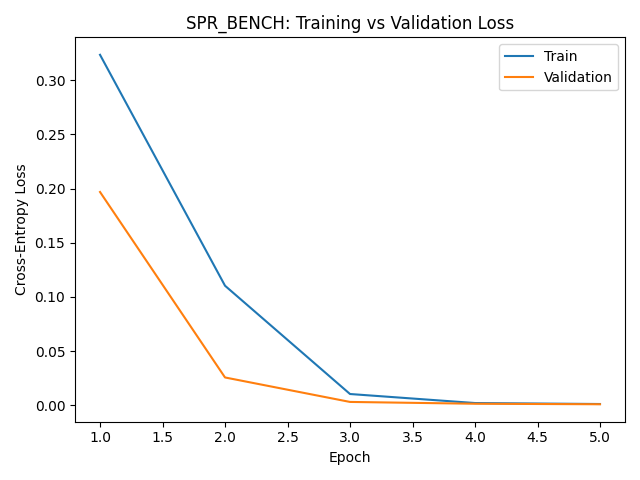 SPR_BENCH: Training vs Validation Loss
Train
Validation
Cross-Entropy Loss
0.30
0.25
0.20
0.15
0.10
0.05
0.00
1.0 1.5 2.0 2.5 3.0 3.5 4.0 4.5 5.0
Epoch